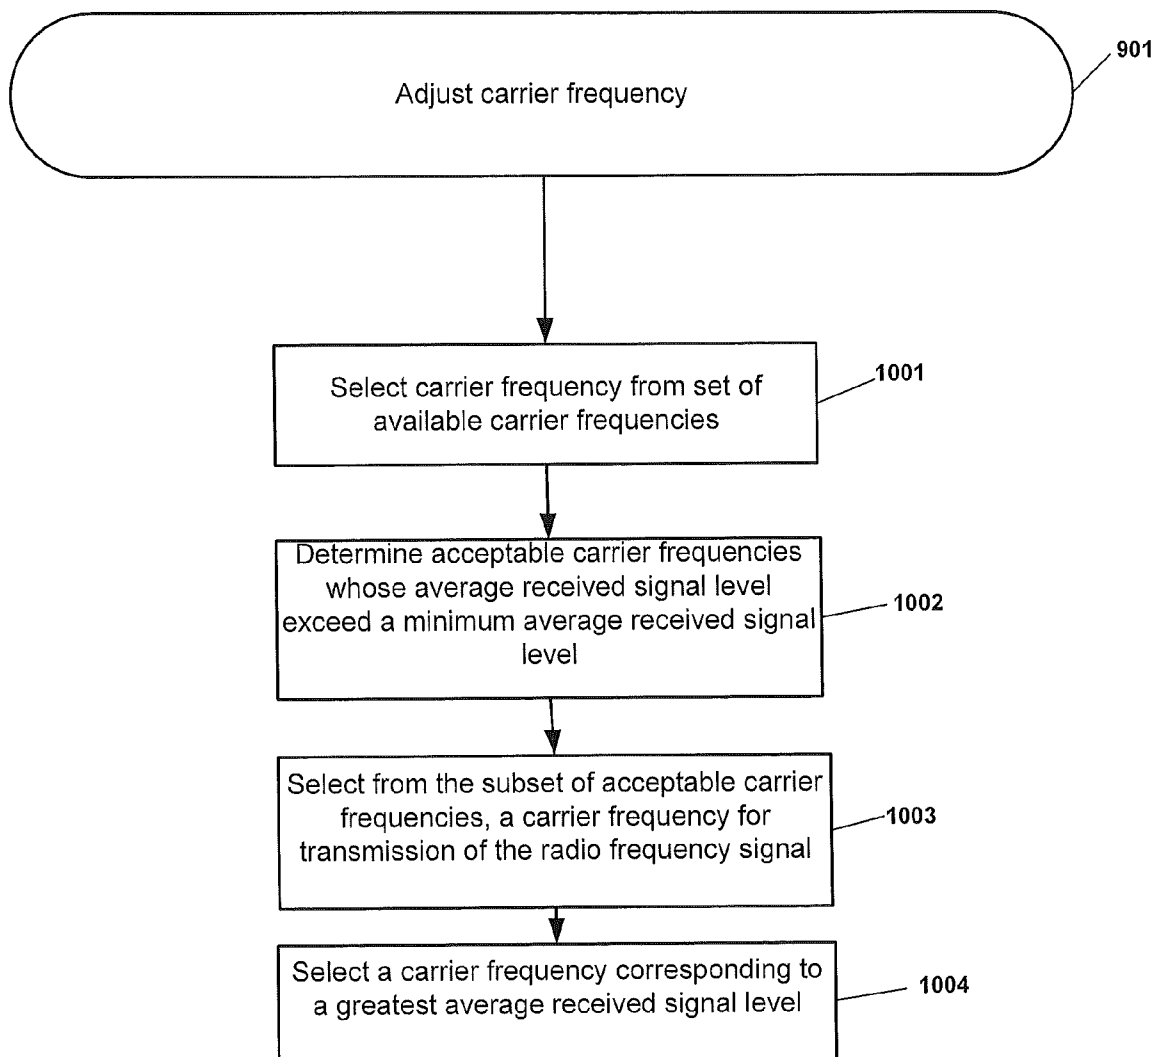 901
Adjust carrier frequency
1001
Select carrier frequency from set of
available carrier frequencies
Determine acceptable carrier frequencies
whose average received signal level
exceed a minimum average received signal
level
1002
Select from the subset of acceptable carrier
frequencies, a carrier frequency for
transmission of the radio frequency signal
1003
Select a carrier frequency corresponding to
a greatest average received signal level
1004